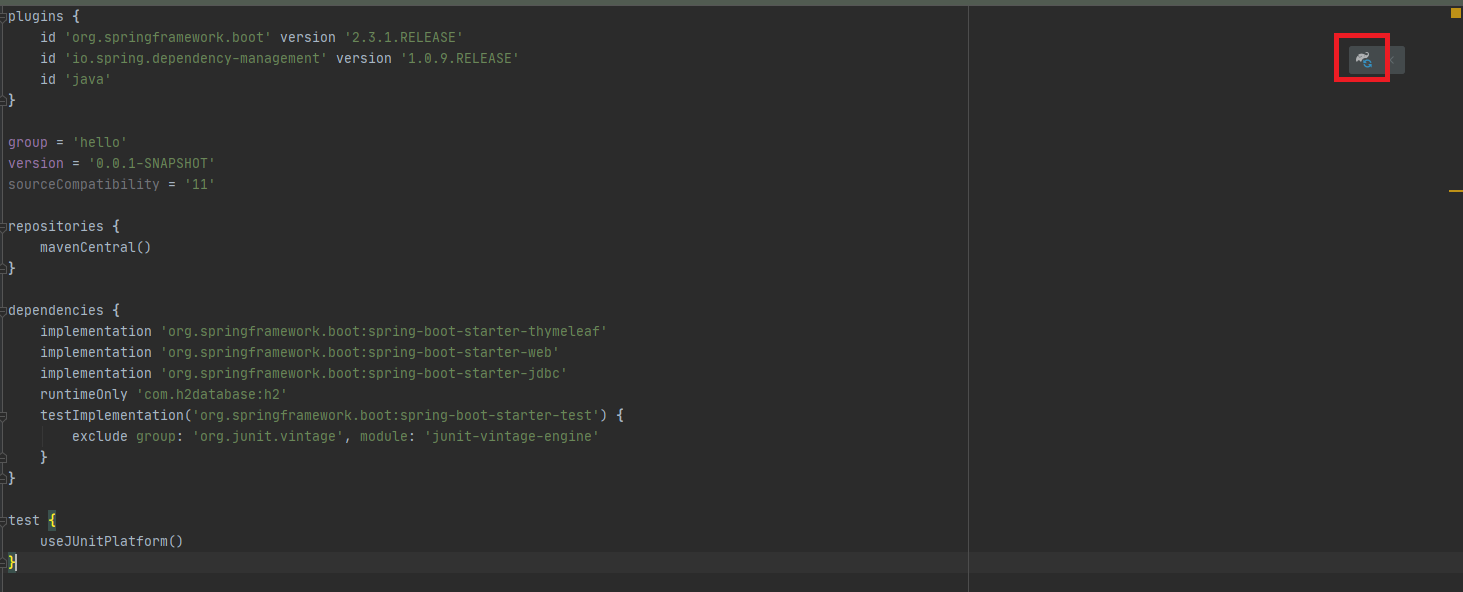 plugins {
    id 'org.springframework.boot' version '2.3.1.RELEASE'
    id 'io.spring.dependency-management' version '1.0.9.RELEASE'
    id 'java'
}
group = 'hello'
version = '0.0.1-SNAPSHOT'
sourceCompatibility = '11'
repositories {
    mavenCentral()
}
dependencies {
    implementation 'org.springframework.boot:spring-boot-starter-thymeleaf'
    implementation 'org.springframework.boot:spring-boot-starter-web'
    implementation 'org.springframework.boot:spring-boot-starter-jdbc'
    runtimeOnly 'com.h2database:h2'
    testImplementation('org.springframework.boot:spring-boot-starter-test') {
        exclude group: 'org.junit.vintage', module: 'junit-vintage-engine'
    }
}
test {
    useJUnitPlatform()
}